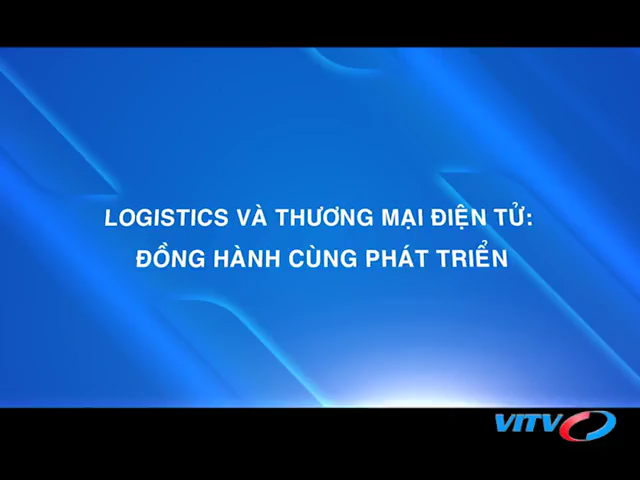 LOGISTICS VÀ THƯƠNG MẠI ĐIỆN TỬ:
ĐỒNG HÀNH CÙNG PHÁT TRIỂN
VITV